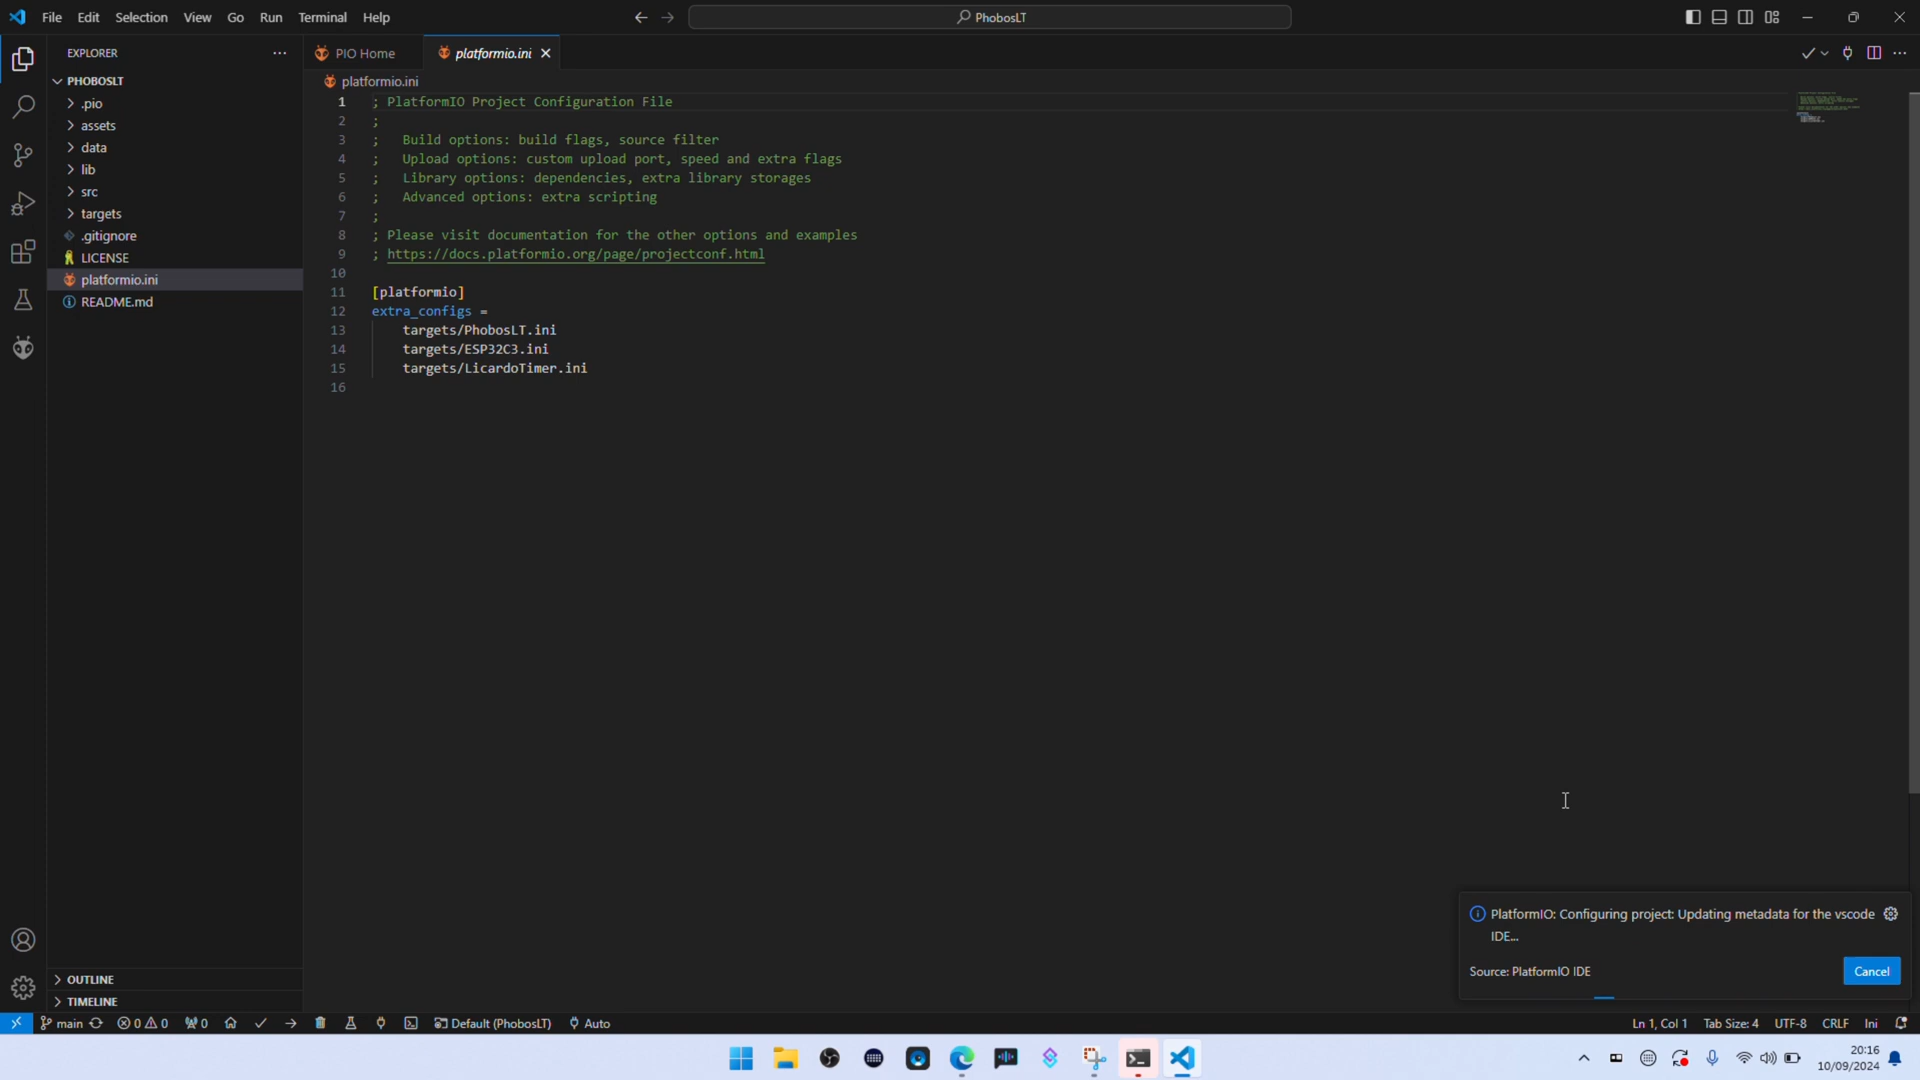 File Edit Selection View Go Run Terminal Help
PhobosLT
EXPLORER
PIO Home
platformio.ini
PHOBOSLT
.pio
assets
data
lib
src
targets
.gitignore
LICENSE
platformio.ini
README.md
platformio.ini
1 ; PlatformIO Project Configuration File
2 ;
3 ;   Build options: build flags, source filter
4 ;   Upload options: custom upload port, speed and extra flags
5 ;   Library options: dependencies, extra library storages
6 ;   Advanced options: extra scripting
7 ;
8 ; Please visit documentation for the other options and examples
9 ; https://docs.platformio.org/page/projectconf.html
10
11 [platformio]
12 extra_configs =
13     targets/PhobosLT.ini
14     targets/ESP32C3.ini
15     targets/LicardoTimer.ini
16
PlatformIO: Configuring project: Updating metadata for the vscode
IDE...
Source: PlatformIO IDE
Cancel
OUTLINE
TIMELINE
main 0 0 0 Default (PhobosLT) Auto
Ln 1, Col 1 Tab Size: 4 UTF-8 CRLF Ini
20:16
10/09/2024